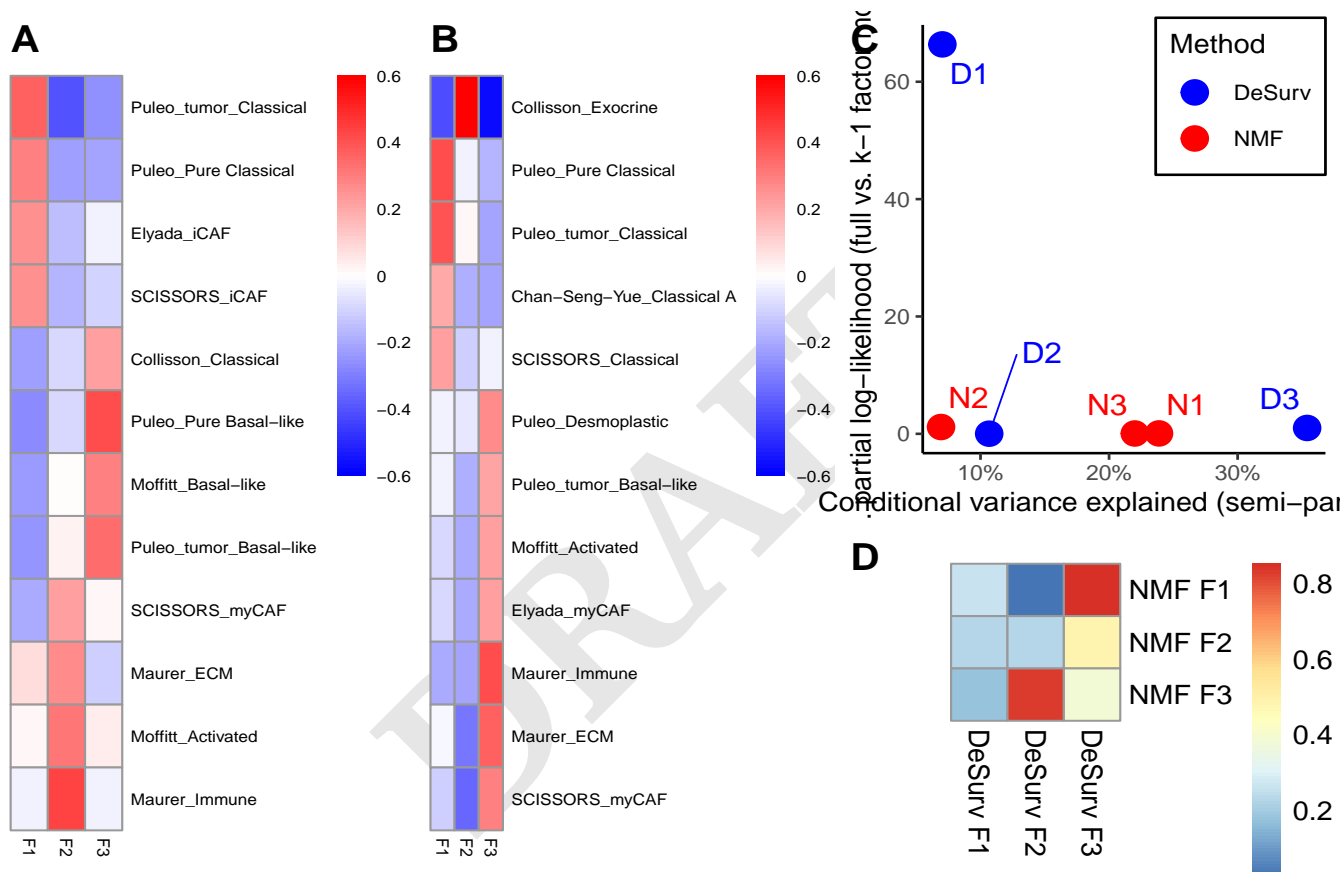 A
Puleo_tumor_Classical
Puleo_Pure Classical
Elyada_iCAF
SCISSORS_iCAF
Collisson_Classical
Puleo_Pure Basal−like
Moffitt_Basal−like
Puleo_tumor_Basal−like
SCISSORS_myCAF
Maurer_ECM
Moffitt_Activated
Maurer_Immune
F1
F2
F3
0.6
0.4
0.2
0
−0.2
−0.4
−0.6
B
Collisson_Exocrine
Puleo_Pure Classical
Puleo_tumor_Classical
Chan−Seng−Yue_Classical A
SCISSORS_Classical
Puleo_Desmoplastic
Puleo_tumor_Basal−like
Moffitt_Activated
Elyada_myCAF
Maurer_Immune
Maurer_ECM
SCISSORS_myCAF
F1
F2
F3
0.6
0.4
0.2
0
−0.2
−0.4
−0.6
C
partial log−likelihood (full vs. k−1 factor
60
40
20
0
D1
D2
N2
N3
N1
D3
Method
DeSurv
NMF
10%
20%
30%
Conditional variance explained (semi−par
D
NMF F1
NMF F2
NMF F3
DeSurv F1
DeSurv F2
DeSurv F3
0.8
0.6
0.4
0.2
DRAF